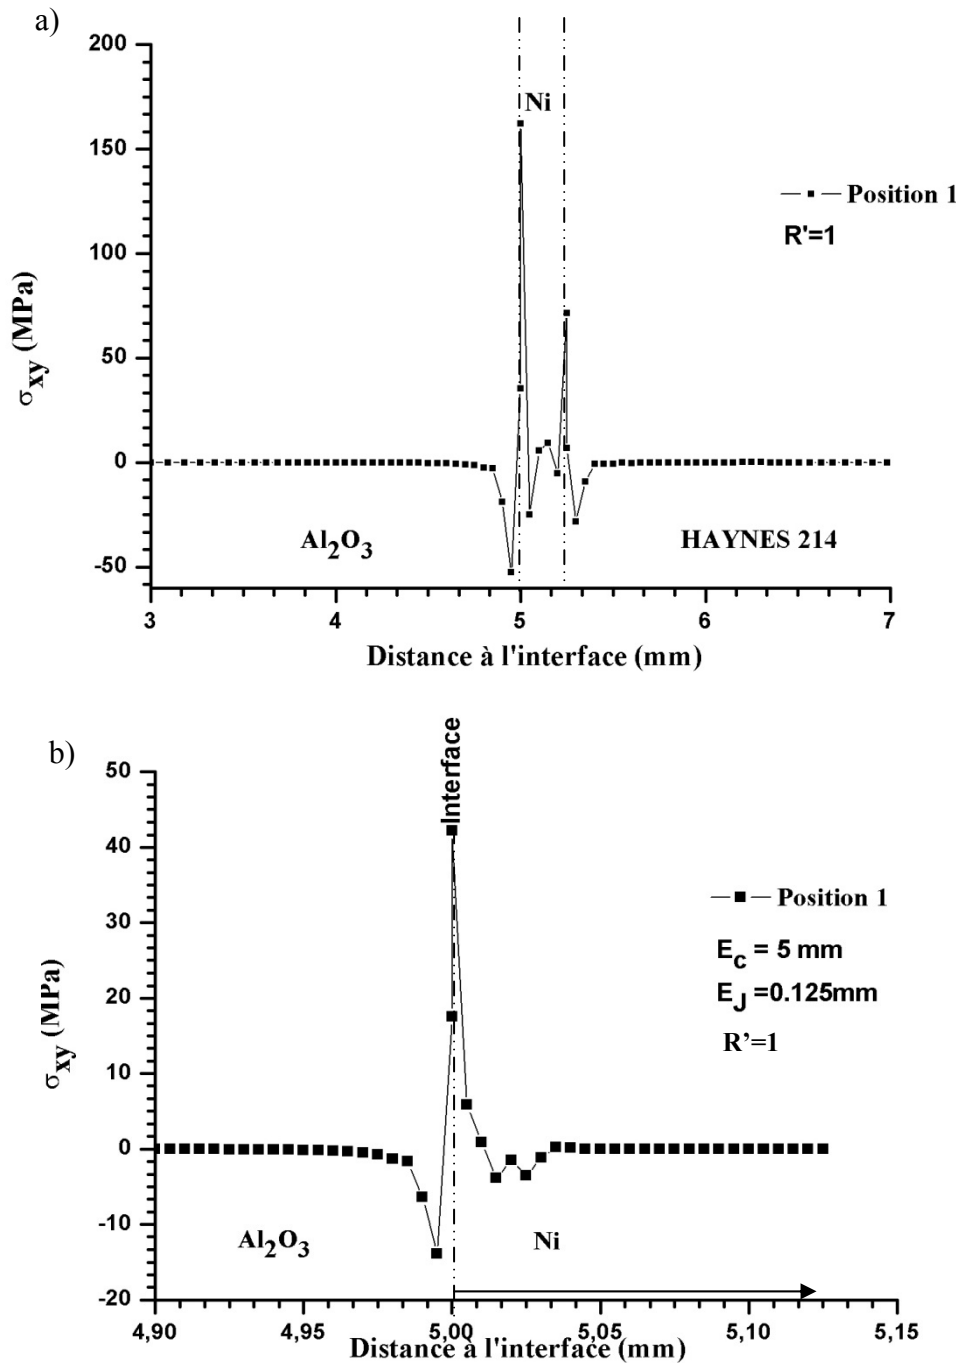 a)
200
150
100
50
0
-50
σxy (MPa)
Ni
Position 1
R'=1
Al2O3
HAYNES 214
3 4 5 6 7
Distance à l'interface (mm)
b)
Interface
50
40
30
20
10
0
-10
-20
σxy (MPa)
Position 1
Ec = 5 mm
EJ =0.125mm
R’=1
Al2O3
Ni
4,90 4,95 5,00 5,05 5,10 5,15
Distance à l'interface (mm)